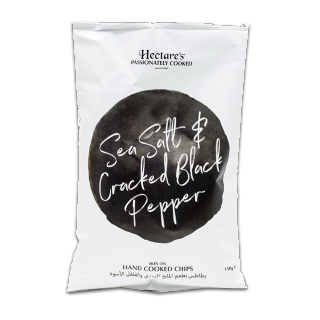 Hectare's
PASSIONATELY COOKED
Sea Salt &
Cracked Black
Pepper
SKIN ON
HAND COOKED CHIPS
بطاطس بطعم الملح البحري والفلفل الأسود
150g